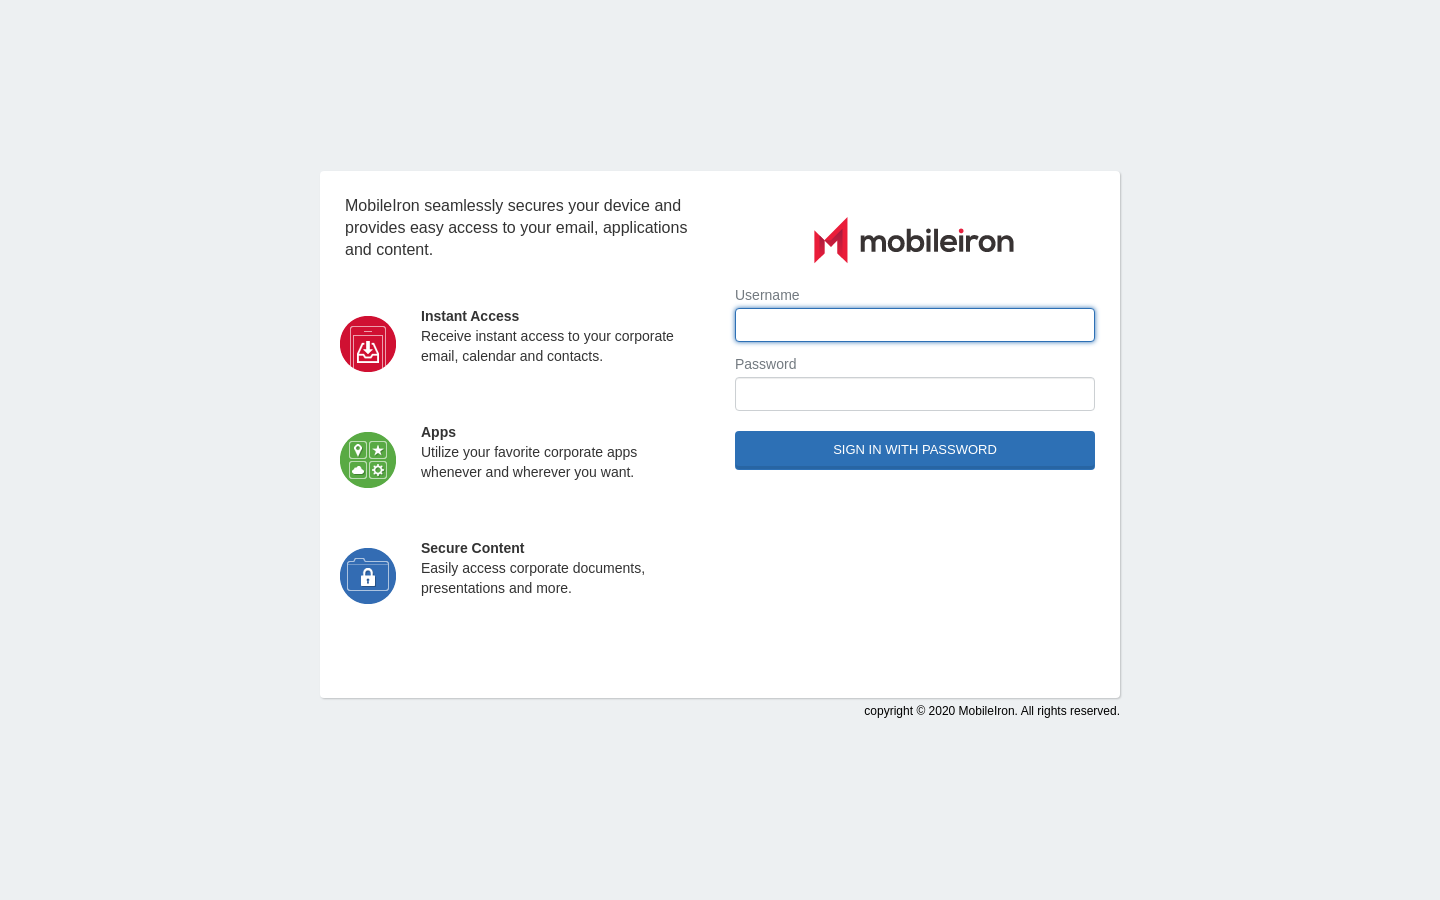 MobileIron seamlessly secures your device and
provides easy access to your email, applications
and content.
Instant Access
Receive instant access to your corporate
email, calendar and contacts.
Apps
Utilize your favorite corporate apps
whenever and wherever you want.
Secure Content
Easily access corporate documents,
presentations and more.
mobileiron
Username
Password
SIGN IN WITH PASSWORD
copyright © 2020 MobileIron. All rights reserved.